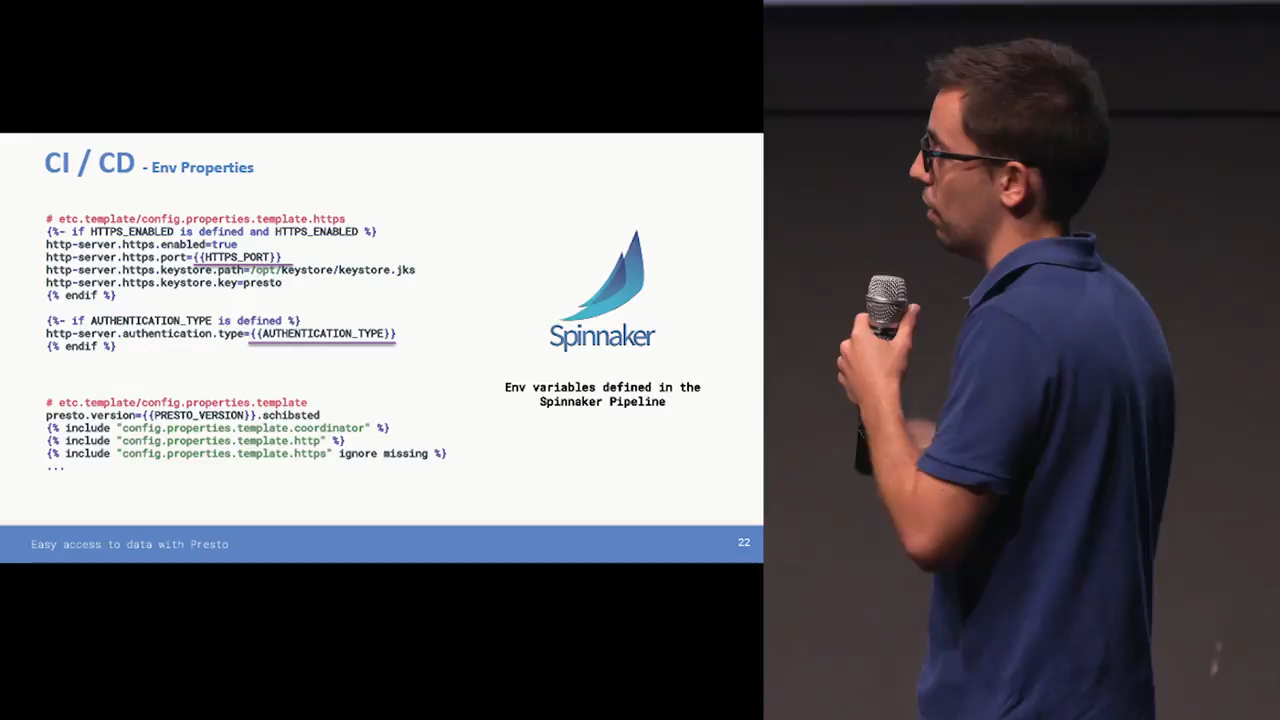 CI / CD - Env Properties
# etc.template/config.properties.template.https
{%- if HTTPS_ENABLED is defined and HTTPS_ENABLED %}
http-server.https.enabled=true
http-server.https.port={{HTTPS_PORT}}
http-server.https.keystore.path=/opt/keystore/keystore.jks
http-server.https.keystore.key=presto
{% endif %}
{%- if AUTHENTICATION_TYPE is defined %}
http-server.authentication.type={{AUTHENTICATION_TYPE}}
{% endif %}
# etc.template/config.properties.template
presto.version={{PRESTO_VERSION}}.schibsted
{% include "config.properties.template.coordinator" %}
{% include "config.properties.template.http" %}
{% include "config.properties.template.https" ignore missing %}
...
Spinnaker
Env variables defined in the
Spinnaker Pipeline
Easy access to data with Presto
22